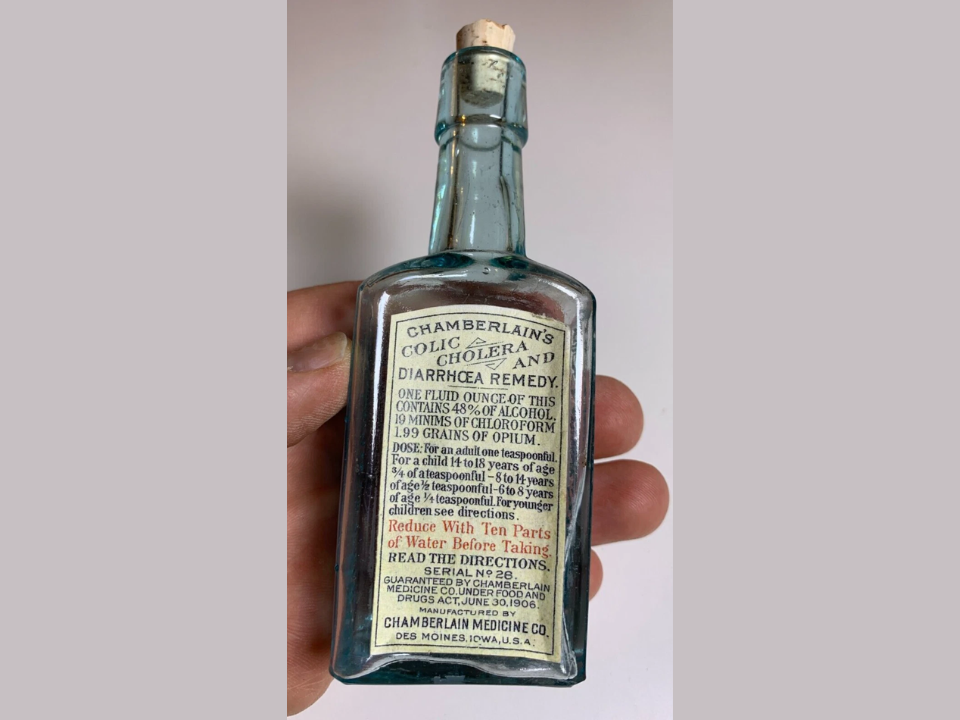 CHAMBERLAIN'S
COLIC
CHOLERA
AND
DIARRHŒA REMEDY.
ONE FLUID OUNCE OF THIS
CONTAINS 48% OF ALCOHOL.
19 MINIMS OF CHLOROFORM
1.99 GRAINS OF OPIUM.
DOSE: For an adult one teaspoonful.
For a child 14 to 18 years of age
¾ of a teaspoonful – 8 to 14 years
of age ½ teaspoonful – 6 to 8 years
of age ¼ teaspoonful. For younger
children see directions.
Reduce With Ten Parts
of Water Before Taking.
READ THE DIRECTIONS.
SERIAL Nº 26.
GUARANTEED BY CHAMBERLAIN
MEDICINE CO. UNDER FOOD AND
DRUGS ACT, JUNE 30, 1906.
MANUFACTURED BY
CHAMBERLAIN MEDICINE CO.
DES MOINES, IOWA, U.S.A.